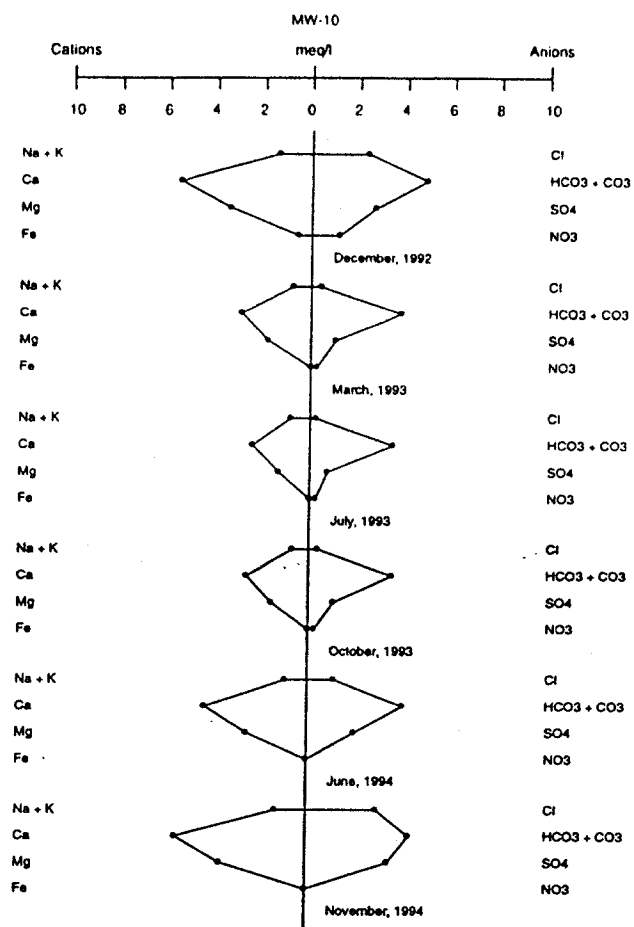 MW-10
Cations meq/l Anions
10 8 6 4 2 0 2 4 6 8 10
Na + K Cl
Ca HCO3 + CO3
Mg SO4
Fe NO3
December, 1992
Na + K Cl
Ca HCO3 + CO3
Mg SO4
Fe NO3
March, 1993
Na + K Cl
Ca HCO3 + CO3
Mg SO4
Fe NO3
July, 1993
Na + K Cl
Ca HCO3 + CO3
Mg SO4
Fe NO3
October, 1993
Na + K Cl
Ca HCO3 + CO3
Mg SO4
Fe NO3
June, 1994
Na + K Cl
Ca HCO3 + CO3
Mg SO4
Fe NO3
November, 1994